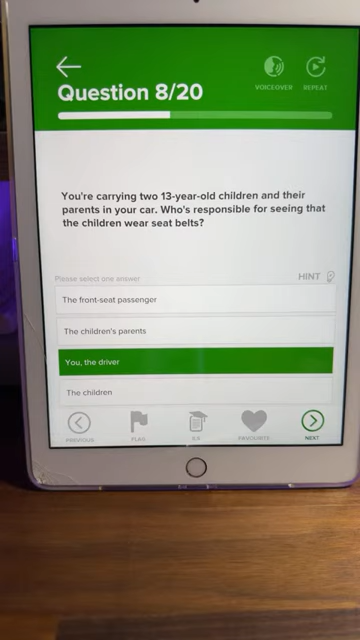 Question 8/20
VOICEOVER
REPEAT
You're carrying two 13-year-old children and their
parents in your car. Who's responsible for seeing that
the children wear seat belts?
Please select one answer
HINT
The front-seat passenger
The children's parents
You, the driver
The children
PREVIOUS
FLAG
FAVOURITES
NEXT